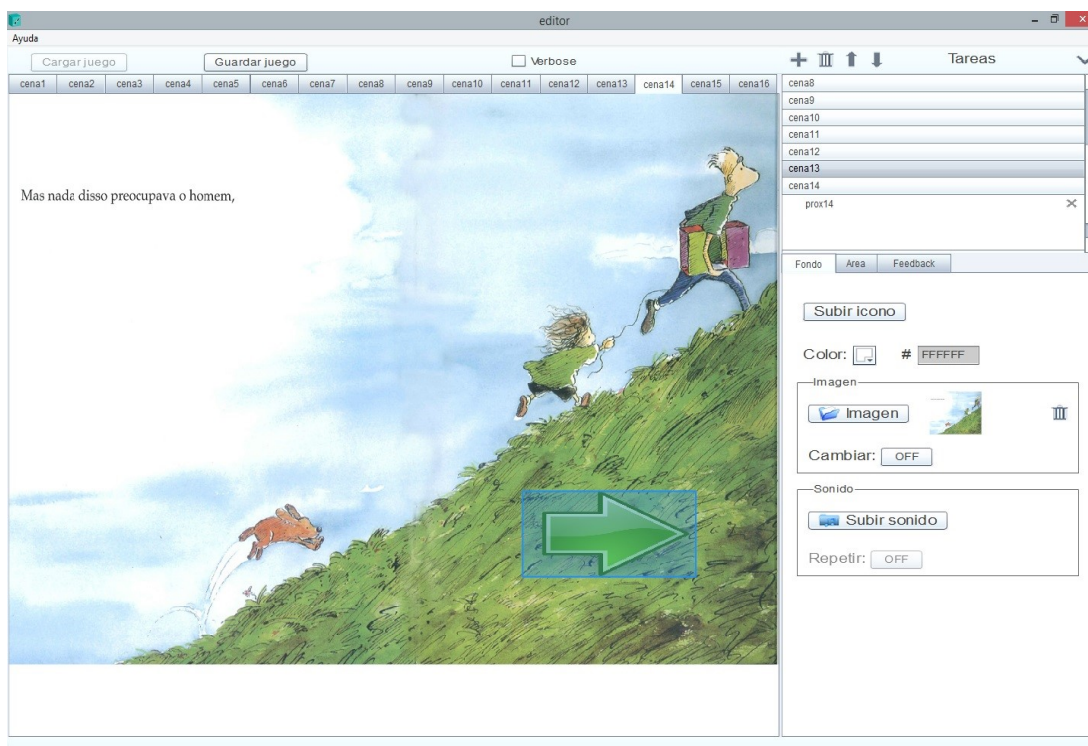 editor
Ayuda
Cargar juego Guardar juego Verbose
cena1 cena2 cena3 cena4 cena5 cena6 cena7 cena8 cena9 cena10 cena11 cena12 cena13 cena14 cena15 cena16
Mas nada disso preocupava o homem,
Tareas
cena8
cena9
cena10
cena11
cena12
cena13
cena14
prox14
Fondo Area Feedback
Subir icono
Color: # FFFFFF
Imagen
Imagen
Cambiar: OFF
Sonido
Subir sonido
Repetir: OFF